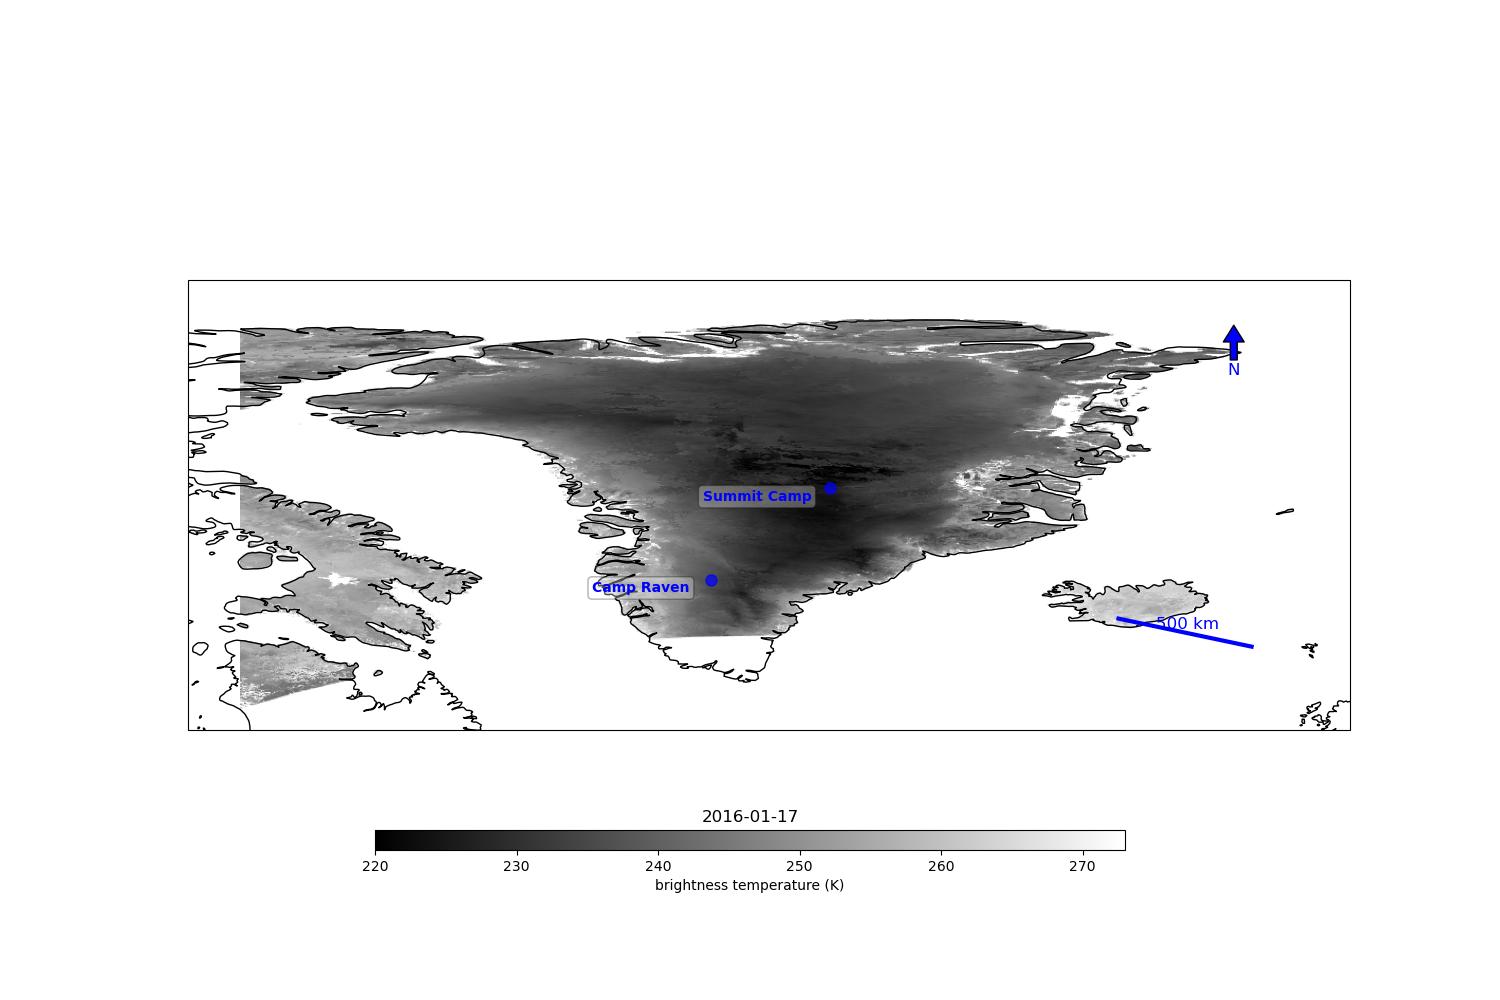 N
Summit Camp
Camp Raven
500 km
2016-01-17
220 230 240 250 260 270
brightness temperature (K)